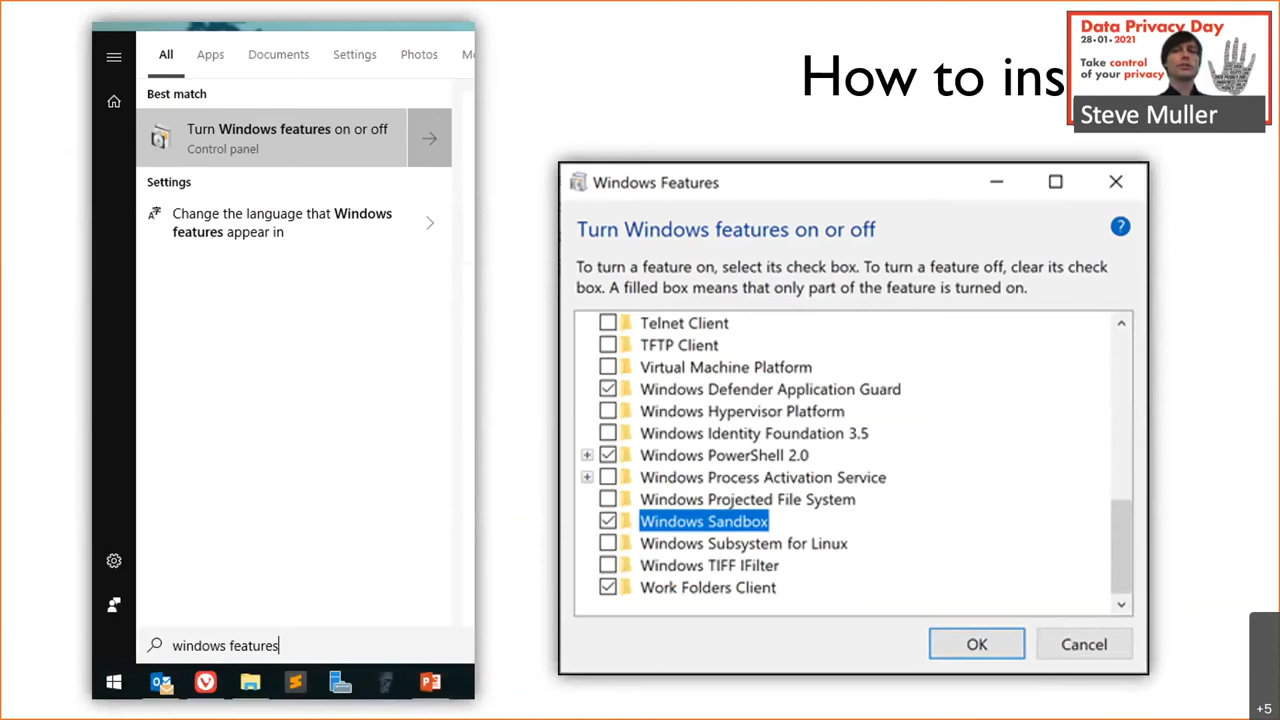 All Apps Documents Settings Photos Mo
Best match
Turn Windows features on or off
Control panel
Settings
Change the language that Windows
features appear in
windows features
How to ins
Data Privacy Day
28•01•2021
Take control
of your privacy
Steve Muller
Windows Features
Turn Windows features on or off
?
To turn a feature on, select its check box. To turn a feature off, clear its check
box. A filled box means that only part of the feature is turned on.
Telnet Client
TFTP Client
Virtual Machine Platform
Windows Defender Application Guard
Windows Hypervisor Platform
Windows Identity Foundation 3.5
Windows PowerShell 2.0
Windows Process Activation Service
Windows Projected File System
Windows Sandbox
Windows Subsystem for Linux
Windows TIFF IFilter
Work Folders Client
OK Cancel
+5